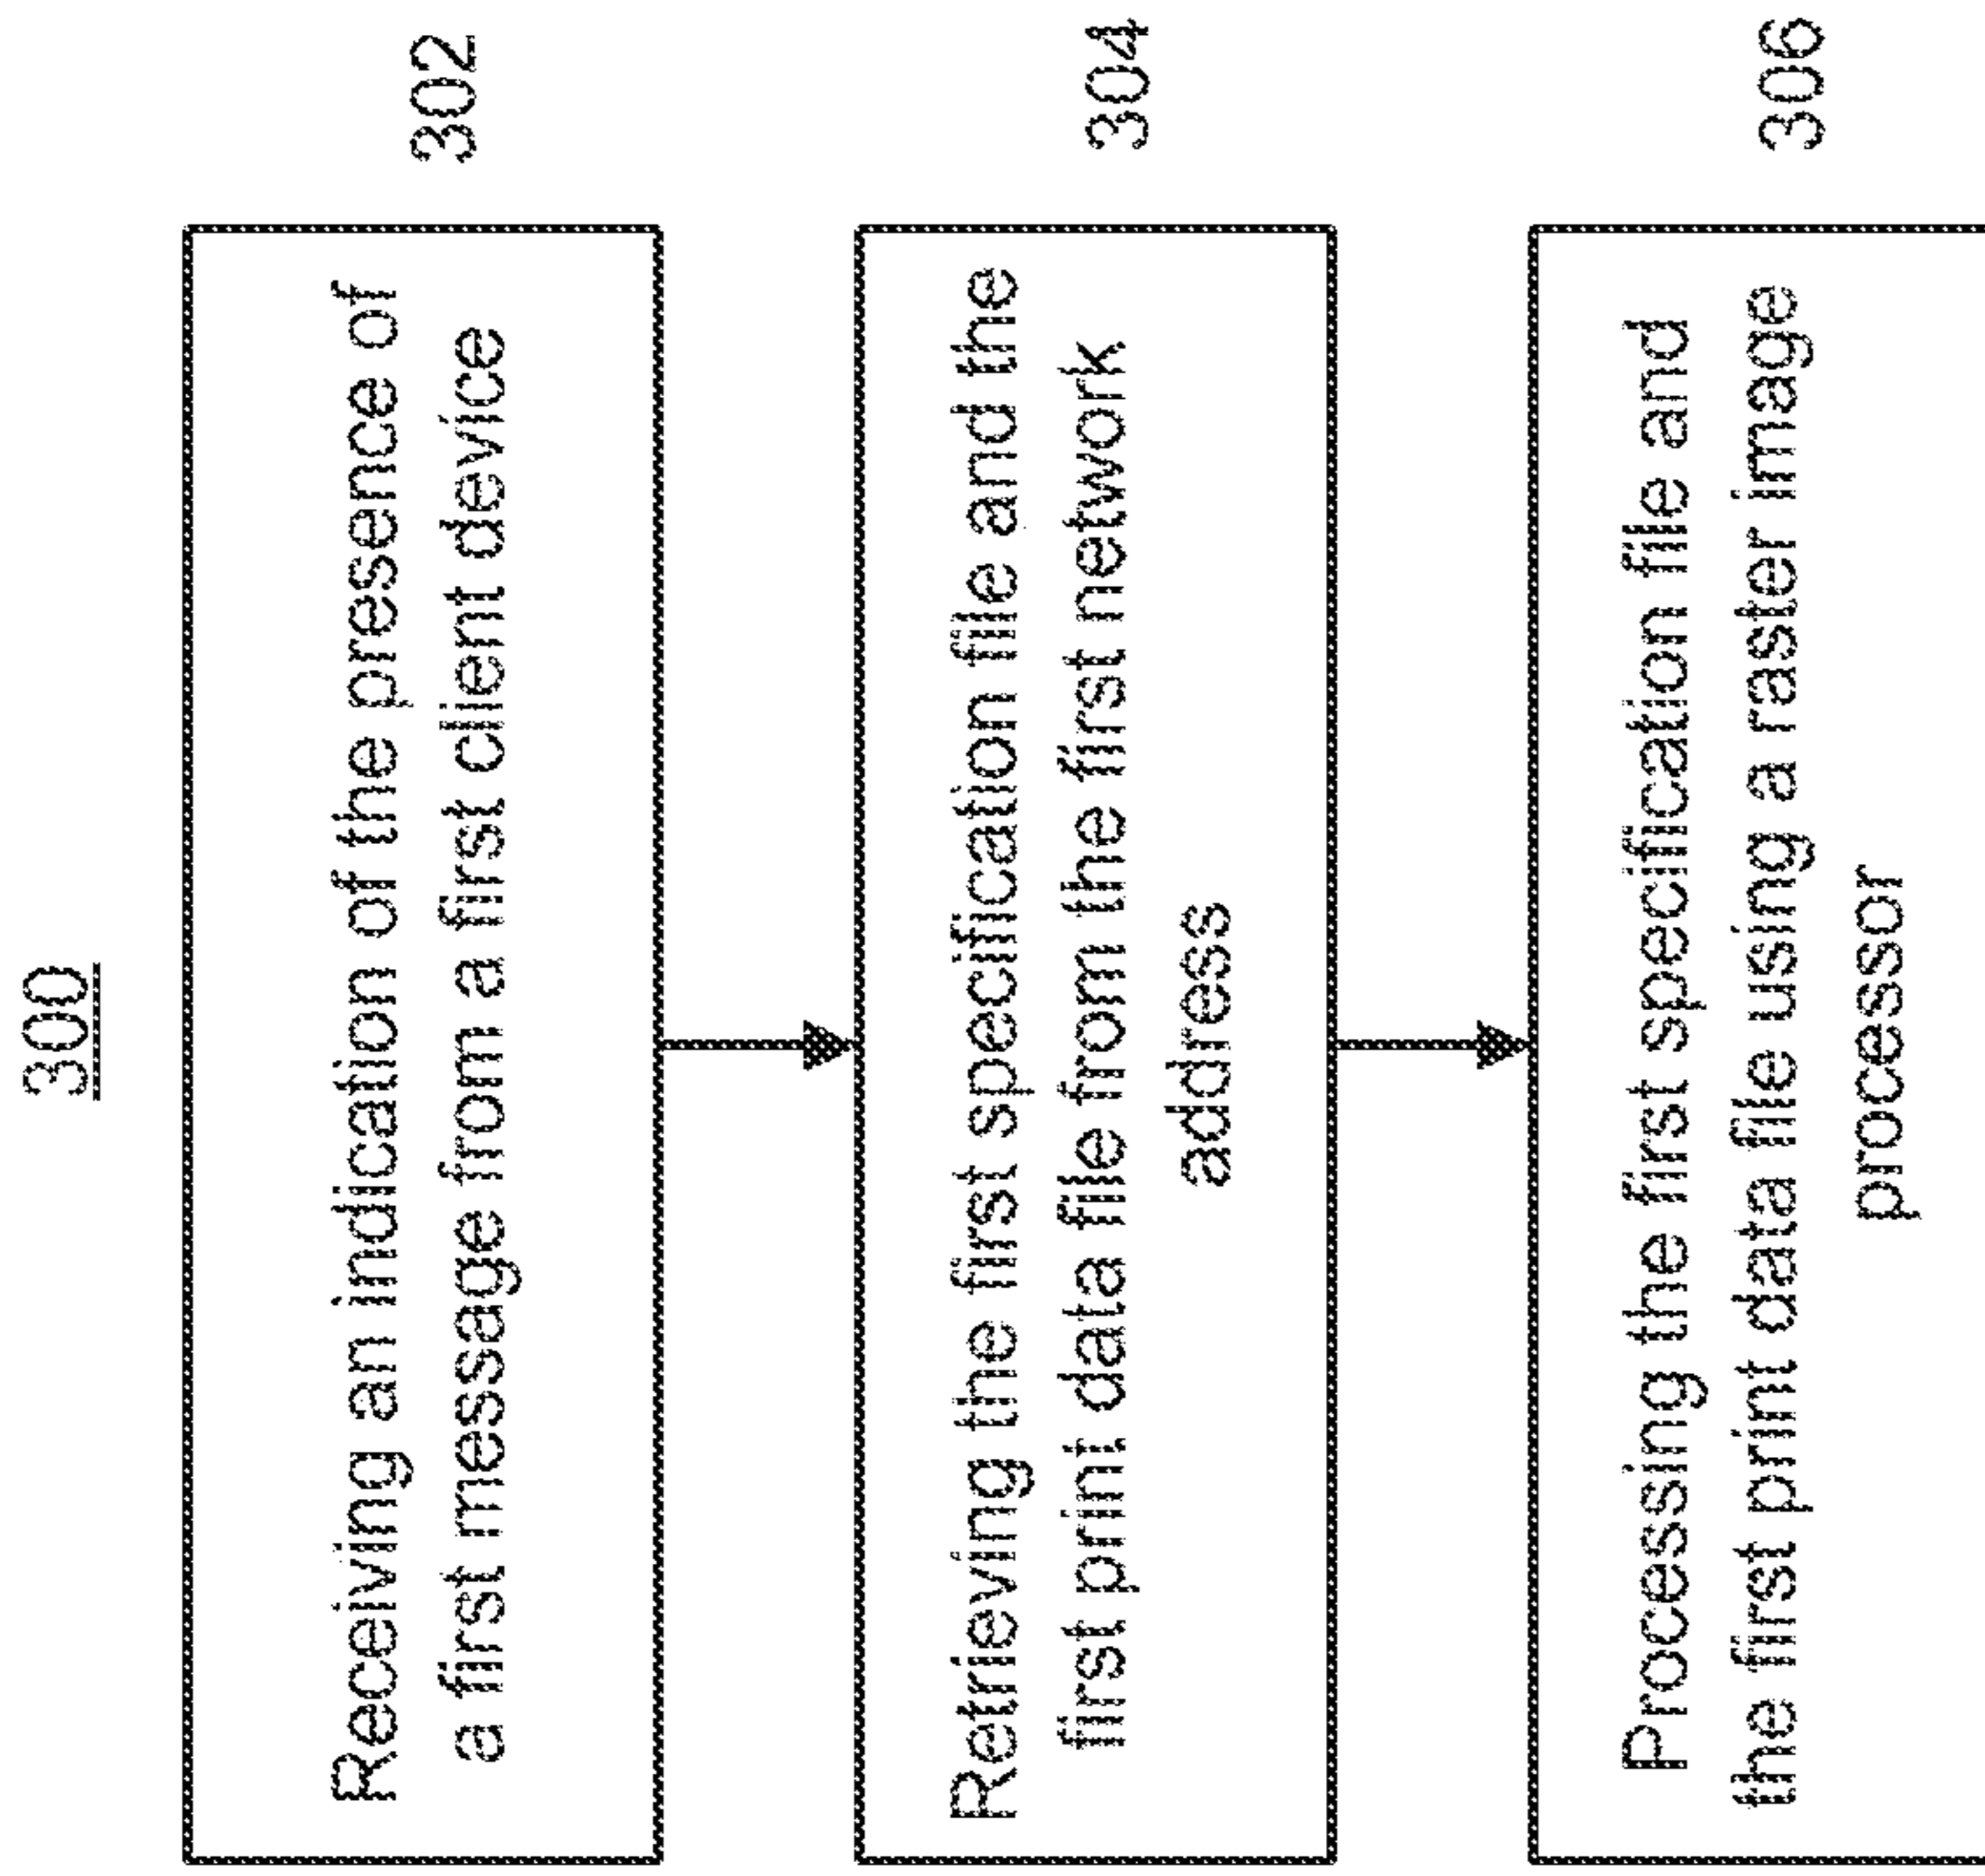 300
Receiving an indication of the presence of
a first message from a first client device
302
Retrieving the first specification file and the
first print data file from the first network
address
304
Processing the first specification file and
the first print data file using a raster image
processor
306